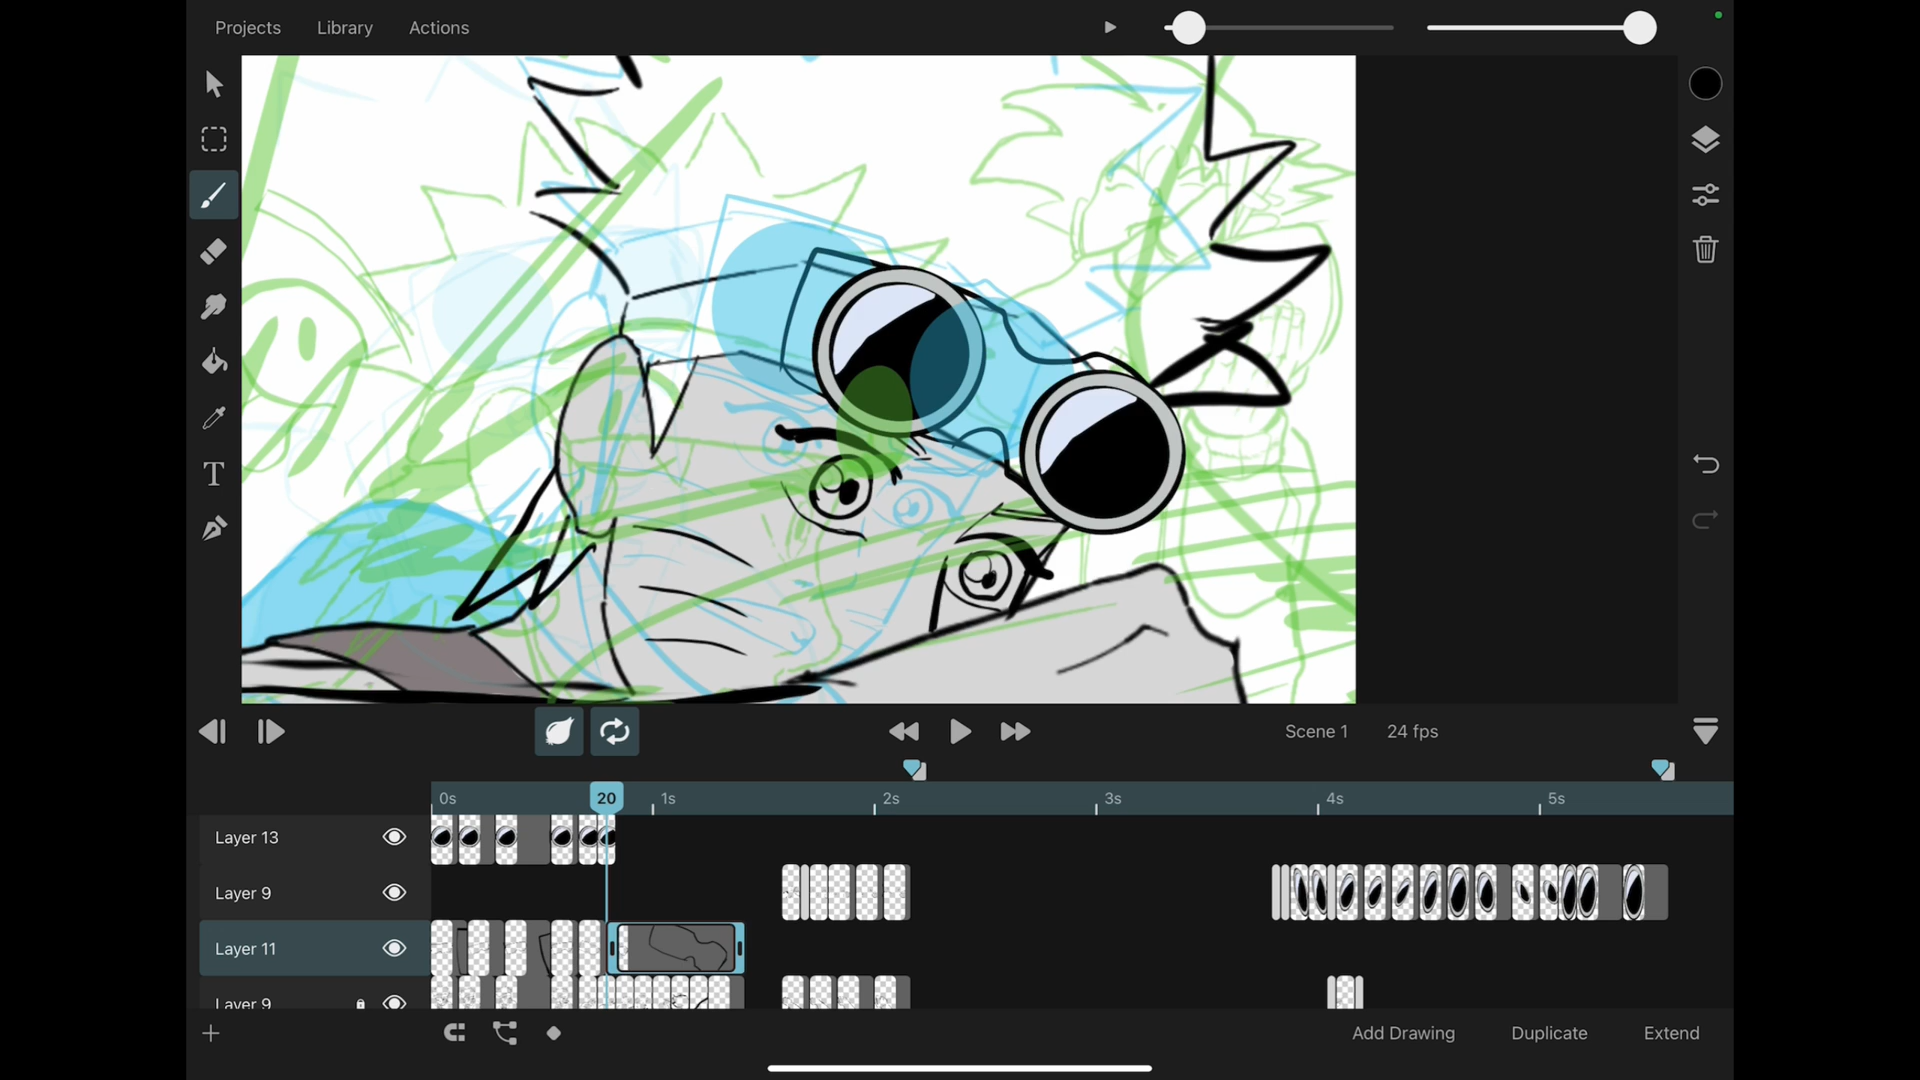 Projects Library Actions
T
Scene 1 24 fps
0s 20 1s 2s 3s 4s 5s
Layer 13
Layer 9
Layer 11
Layer 9
Add Drawing Duplicate Extend